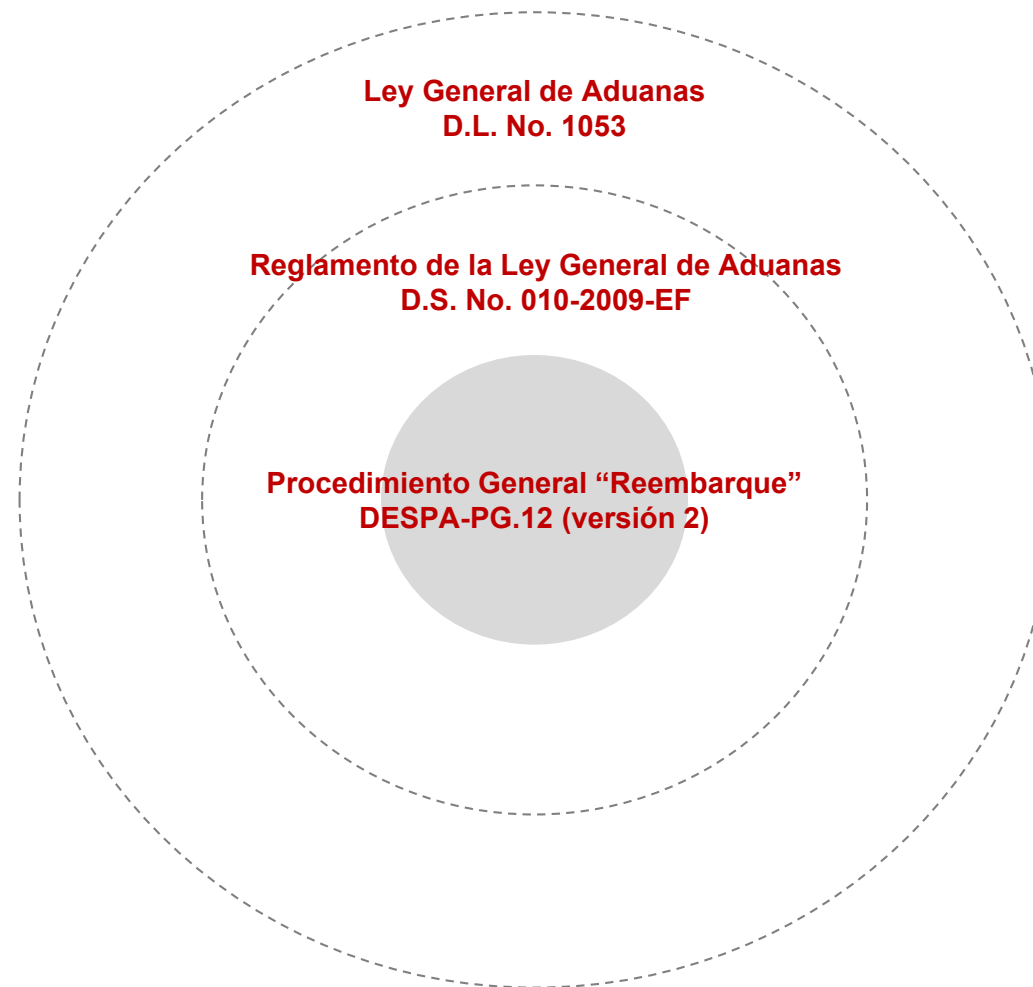 Ley General de Aduanas
D.L. No. 1053
Reglamento de la Ley General de Aduanas
D.S. No. 010-2009-EF
Procedimiento General “Reembarque”
DESPA-PG.12 (versión 2)